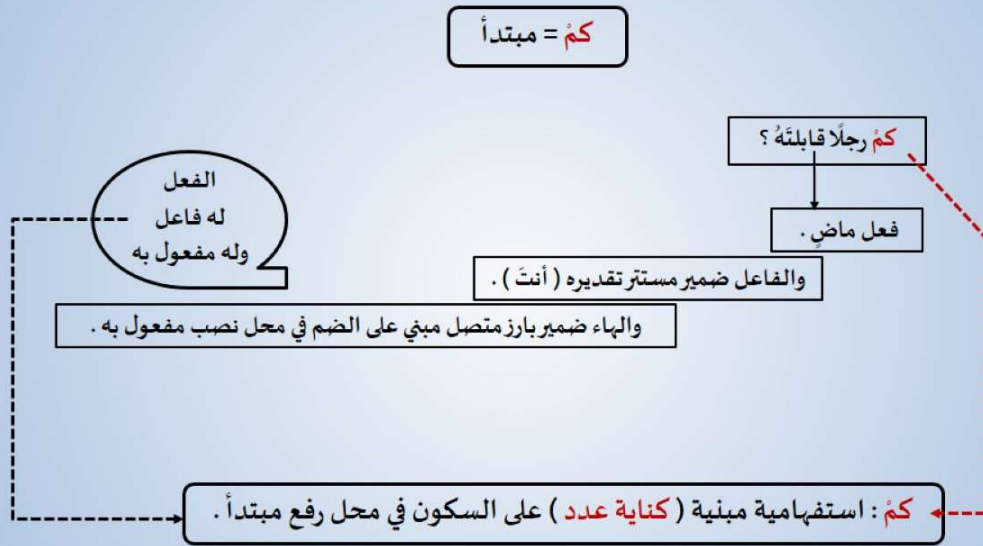 كمْ = مبتدأ
كمْ رجلًا قابلتَهُ ؟
فعل ماضٍ .
الفعل
له فاعل
وله مفعول به
والفاعل ضمير مستتر تقديره ( أنتَ ) .
والهاء ضمير بارز متصل مبني على الضم في محل نصب مفعول به .
كمْ : استفهامية مبنية ( كناية عدد ) على السكون في محل رفع مبتدأ .